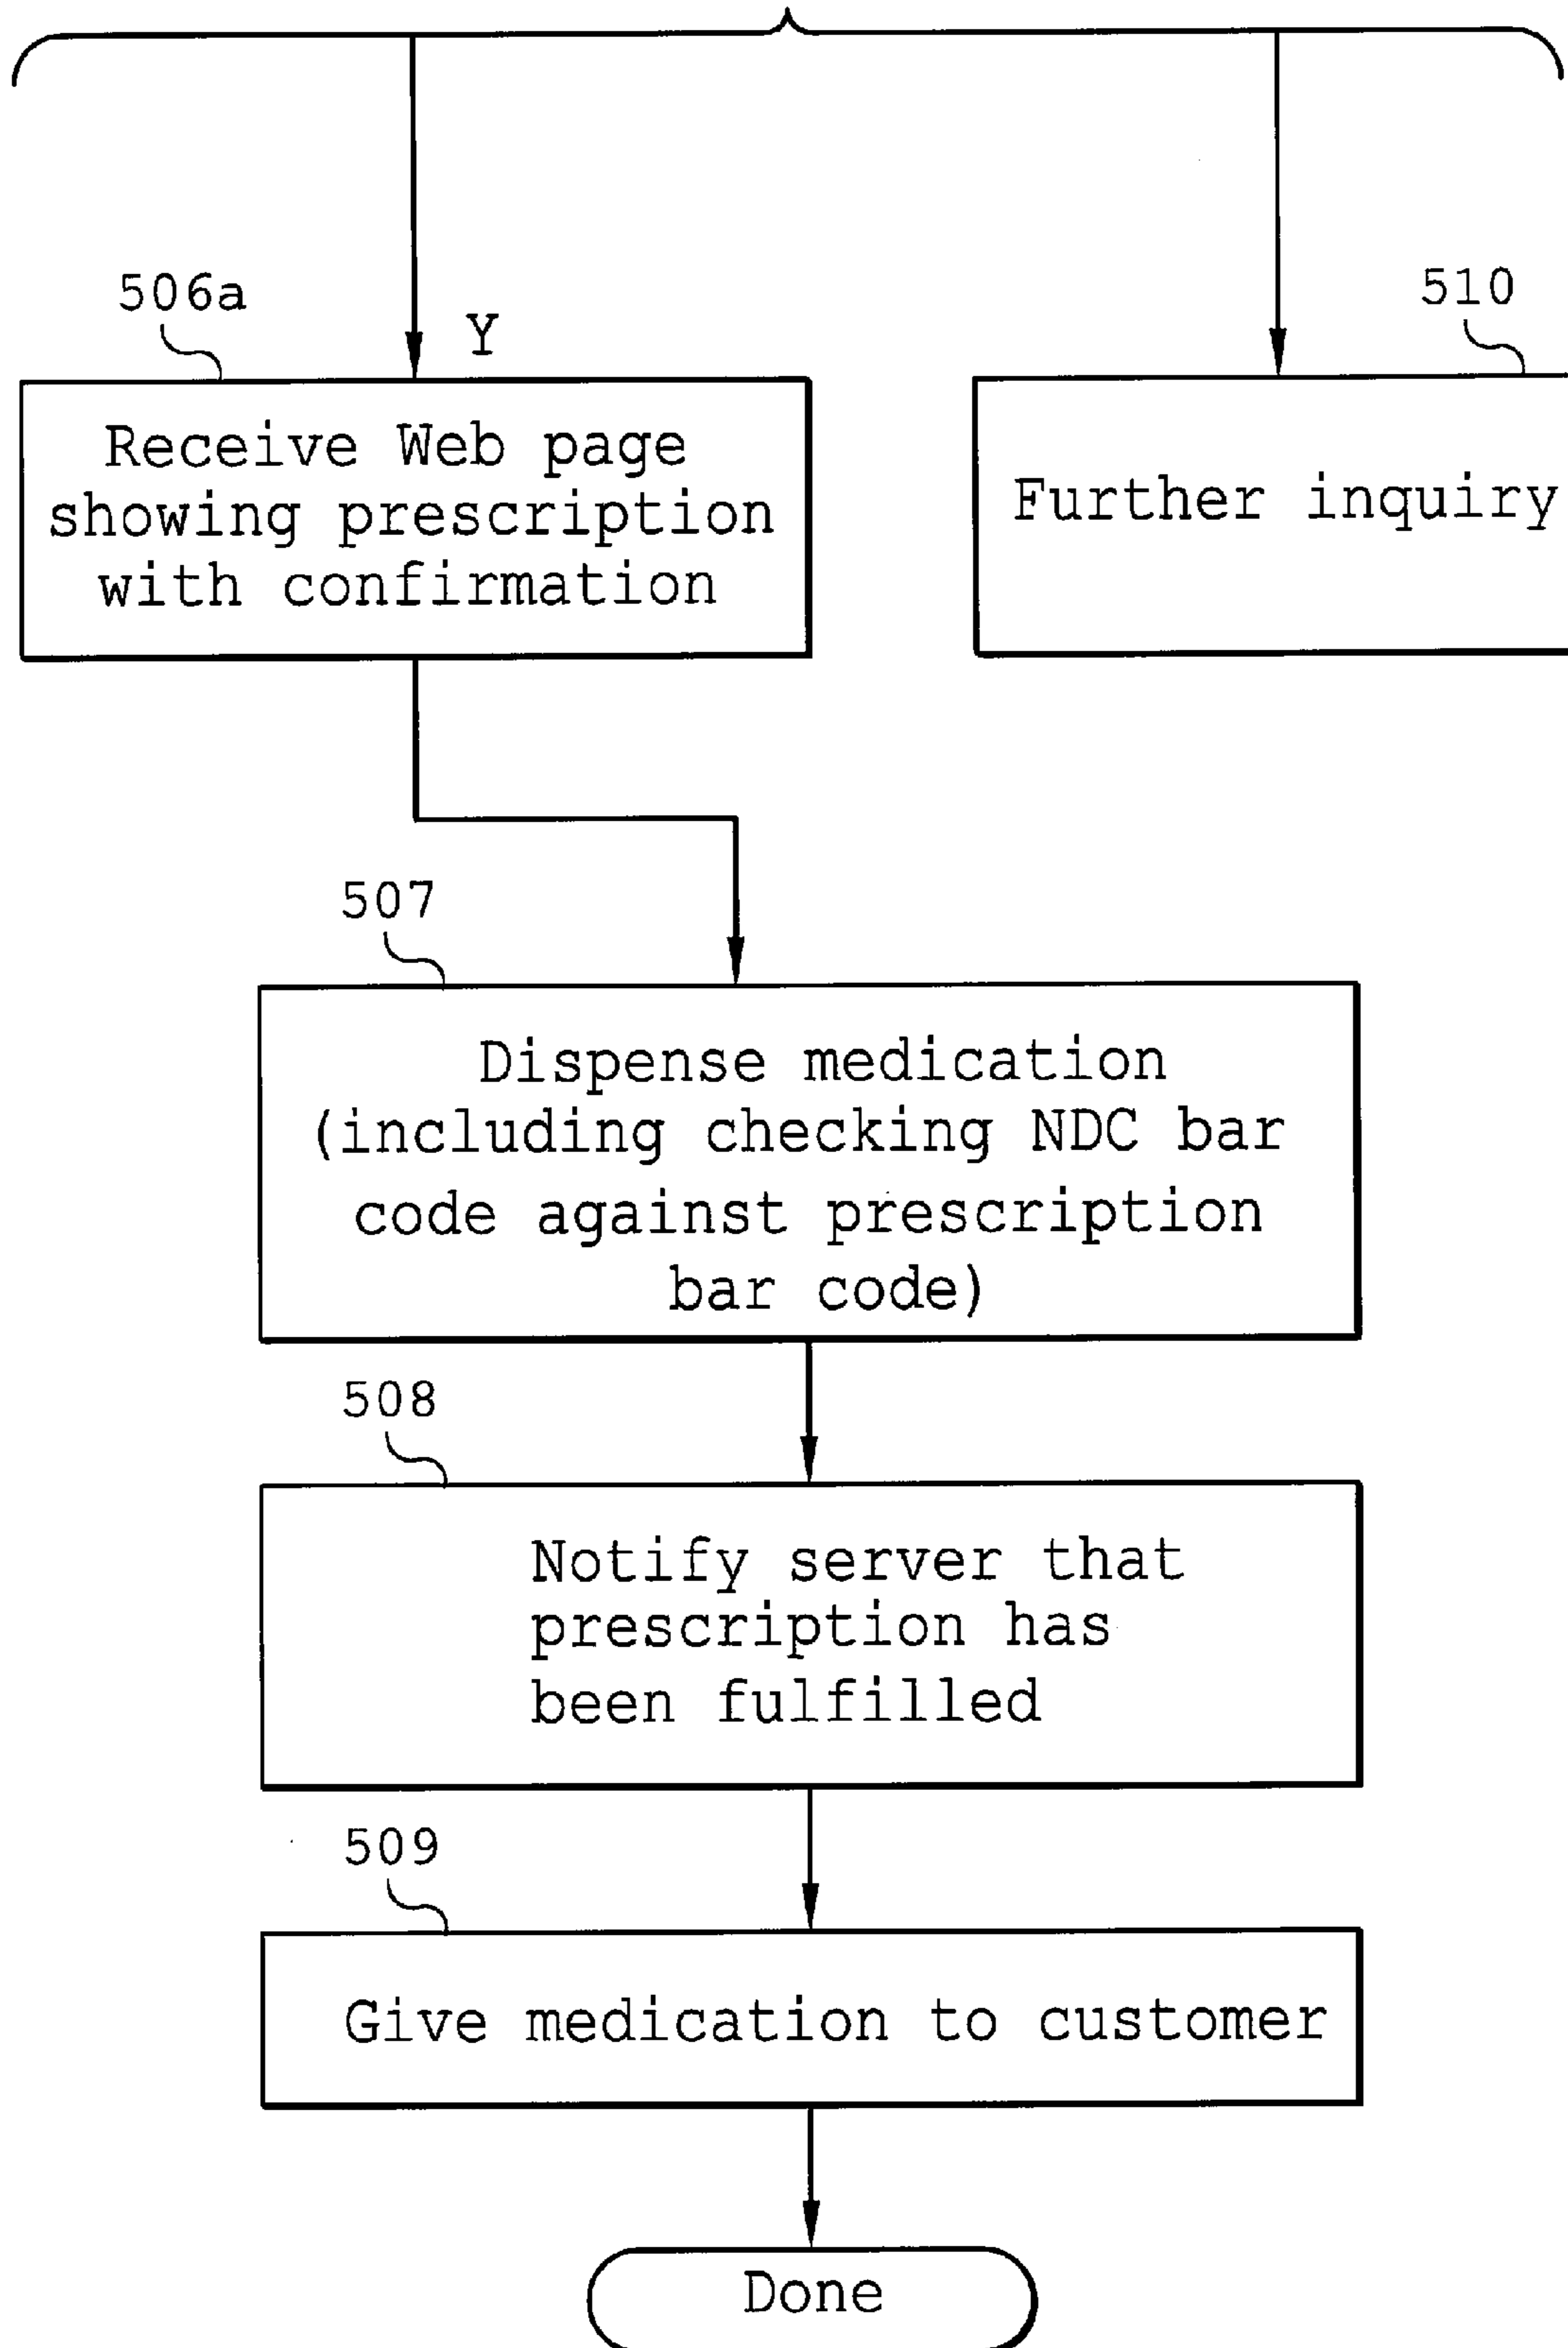 506a
Y
510
Receive Web page
showing prescription
with confirmation
Further inquiry
507
Dispense medication
(including checking NDC bar
code against prescription
bar code)
508
Notify server that
prescription has
been fulfilled
509
Give medication to customer
Done